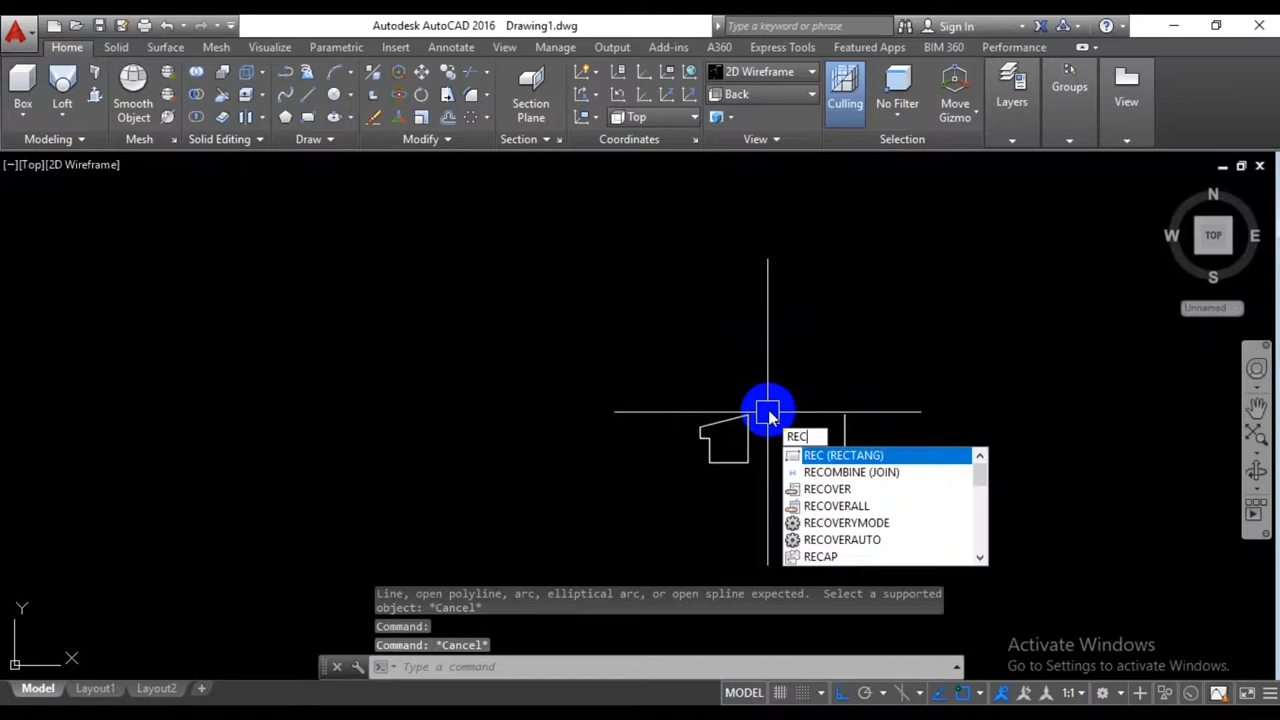 Autodesk AutoCAD 2016 Drawing1.dwg
Type a keyword or phrase
Sign In
Home Solid Surface Mesh Visualize Parametric Insert Annotate View Manage Output Add-ins A360 Express Tools Featured Apps BIM 360 Performance
Box
Loft
Smooth
Object
Section
Plane
2D Wireframe
Back
Top
Culling
No Filter
Move
Gizmo
Layers
Groups
View
Modeling
Mesh
Solid Editing
Draw
Modify
Section
Coordinates
View
Selection
[−][Top][2D Wireframe]
N
W
TOP
E
S
Unnamed
REC
REC (RECTANG)
RECOMBINE (JOIN)
RECOVER
RECOVERALL
RECOVERYMODE
RECOVERAUTO
RECAP
Line, open polyline, arc, elliptical arc, or open spline expected. Select a supported
object: *Cancel*
Command:
Command: *Cancel*
Type a command
Y
X
Activate Windows
Go to Settings to activate Windows.
Model Layout1 Layout2 +
MODEL
1:1